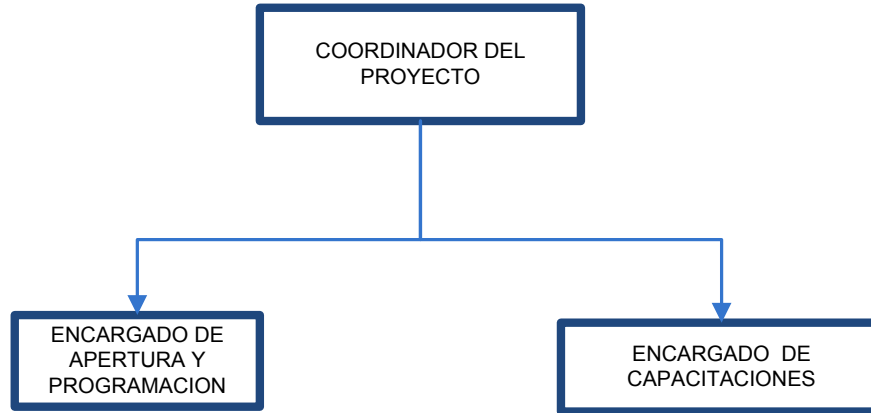 COORDINADOR DEL
PROYECTO
ENCARGADO DE
APERTURA Y
PROGRAMACION
ENCARGADO DE
CAPACITACIONES